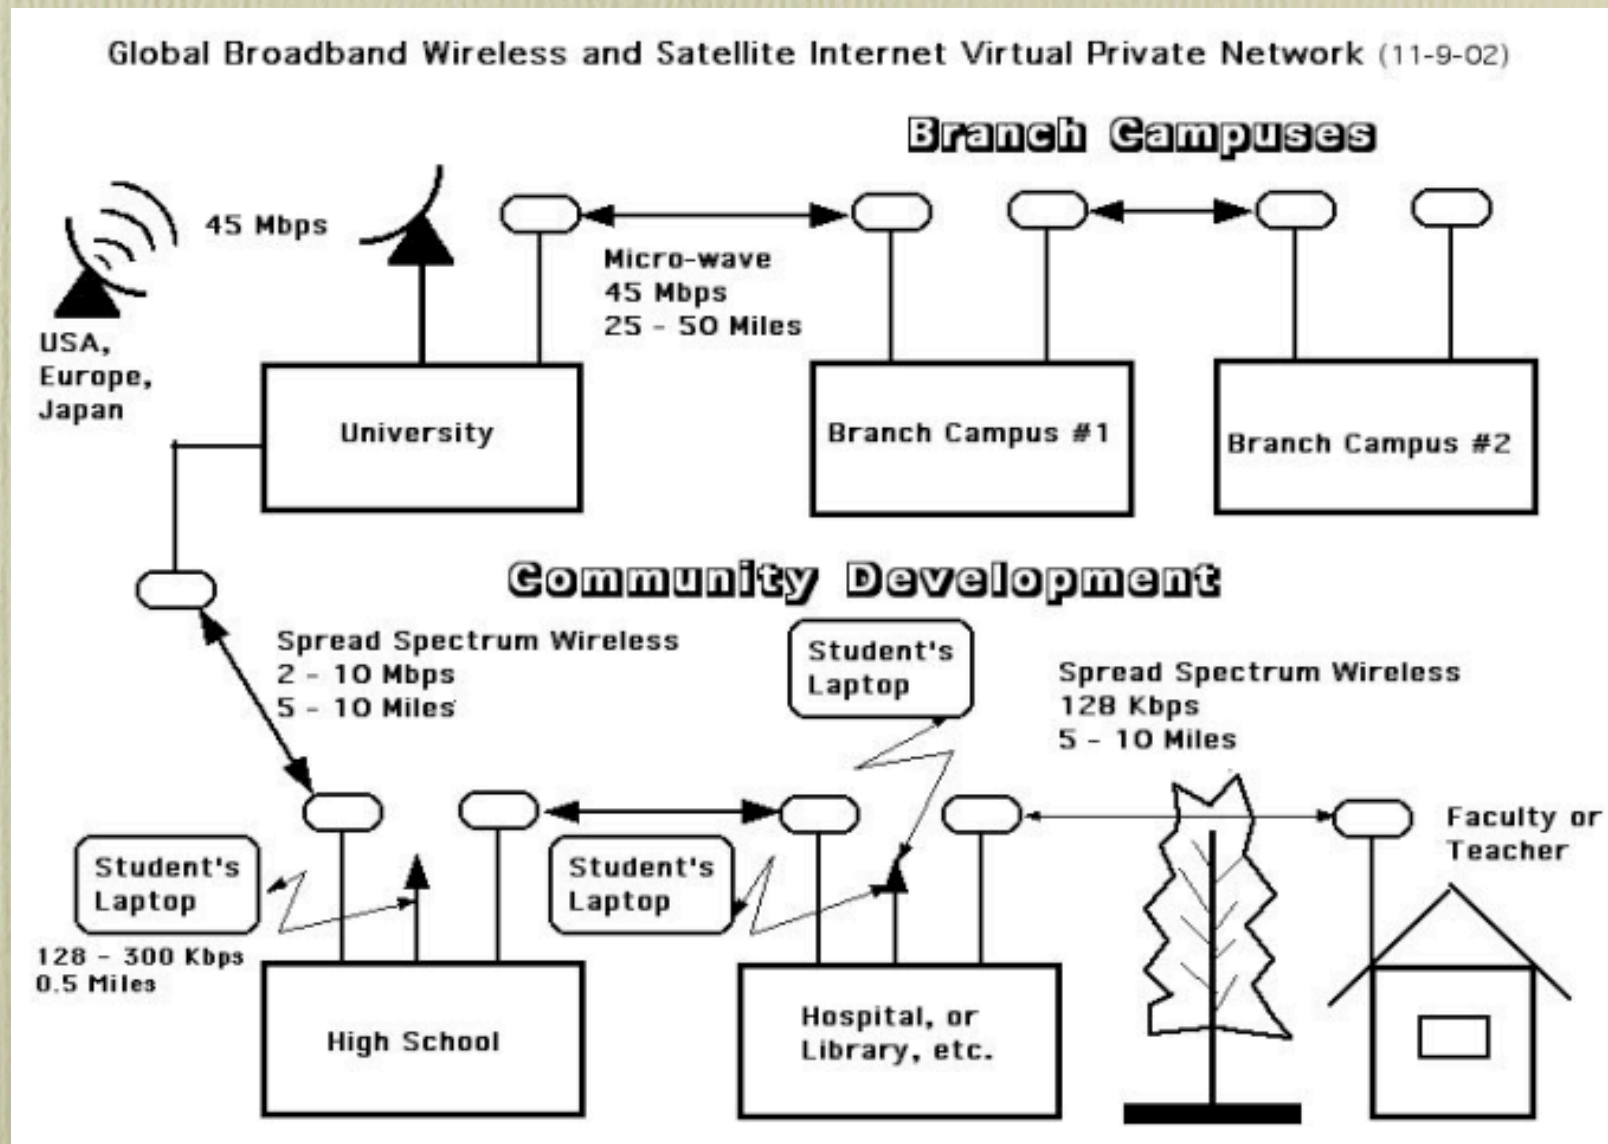 Global Broadband Wireless and Satellite Internet Virtual Private Network (11-9-02)
Branch Campuses
45 Mbps
Micro-wave
45 Mbps
25 - 50 Miles
USA,
Europe,
Japan
University
Branch Campus #1
Branch Campus #2
Community Development
Spread Spectrum Wireless
2 - 10 Mbps
5 - 10 Miles
Student's
Laptop
Spread Spectrum Wireless
128 Kbps
5 - 10 Miles
Student's
Laptop
128 - 300 Kbps
0.5 Miles
Student's
Laptop
Faculty or
Teacher
High School
Hospital, or
Library, etc.